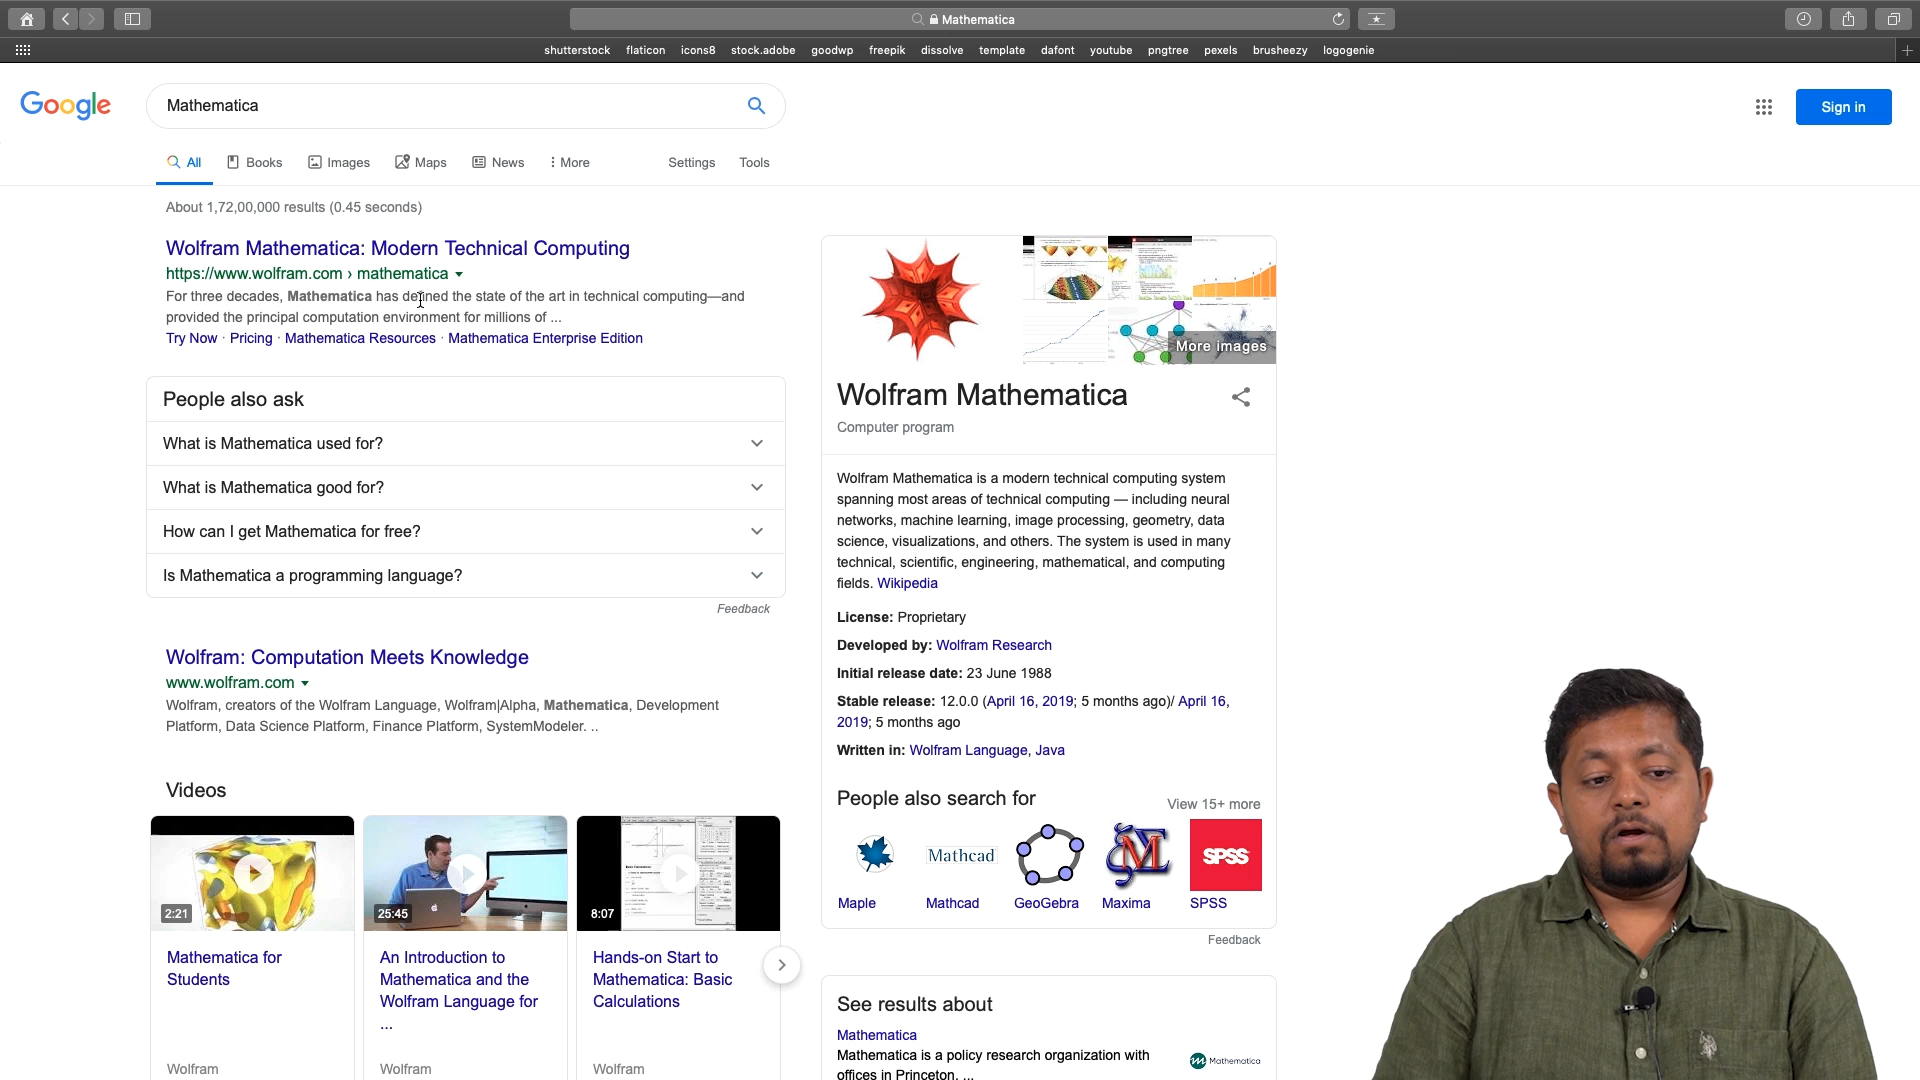 Mathematica
shutterstock flaticon icons8 stock.adobe goodwp freepik dissolve template dafont youtube pngtree pexels brusheezy logogenie
Google
Mathematica
Sign in
All Books Images Maps News More Settings Tools
About 1,72,00,000 results (0.45 seconds)
Wolfram Mathematica: Modern Technical Computing
https://www.wolfram.com › mathematica
For three decades, Mathematica has defined the state of the art in technical computing—and
provided the principal computation environment for millions of ...
Try Now · Pricing · Mathematica Resources · Mathematica Enterprise Edition
People also ask
What is Mathematica used for?
What is Mathematica good for?
How can I get Mathematica for free?
Is Mathematica a programming language?
Feedback
Wolfram: Computation Meets Knowledge
www.wolfram.com
Wolfram, creators of the Wolfram Language, Wolfram|Alpha, Mathematica, Development
Platform, Data Science Platform, Finance Platform, SystemModeler. ..
Videos
2:21
25:45
8:07
Mathematica for
Students
Wolfram
An Introduction to
Mathematica and the
Wolfram Language for
...
Wolfram
Hands-on Start to
Mathematica: Basic
Calculations
Wolfram
More images
Wolfram Mathematica
Computer program
Wolfram Mathematica is a modern technical computing system
spanning most areas of technical computing — including neural
networks, machine learning, image processing, geometry, data
science, visualizations, and others. The system is used in many
technical, scientific, engineering, mathematical, and computing
fields. Wikipedia
License: Proprietary
Developed by: Wolfram Research
Initial release date: 23 June 1988
Stable release: 12.0.0 (April 16, 2019; 5 months ago)/ April 16,
2019; 5 months ago
Written in: Wolfram Language, Java
People also search for
View 15+ more
Mathcad
SPSS
Maple Mathcad GeoGebra Maxima SPSS
Feedback
See results about
Mathematica
Mathematica is a policy research organization with
offices in Princeton, ...
Mathematica